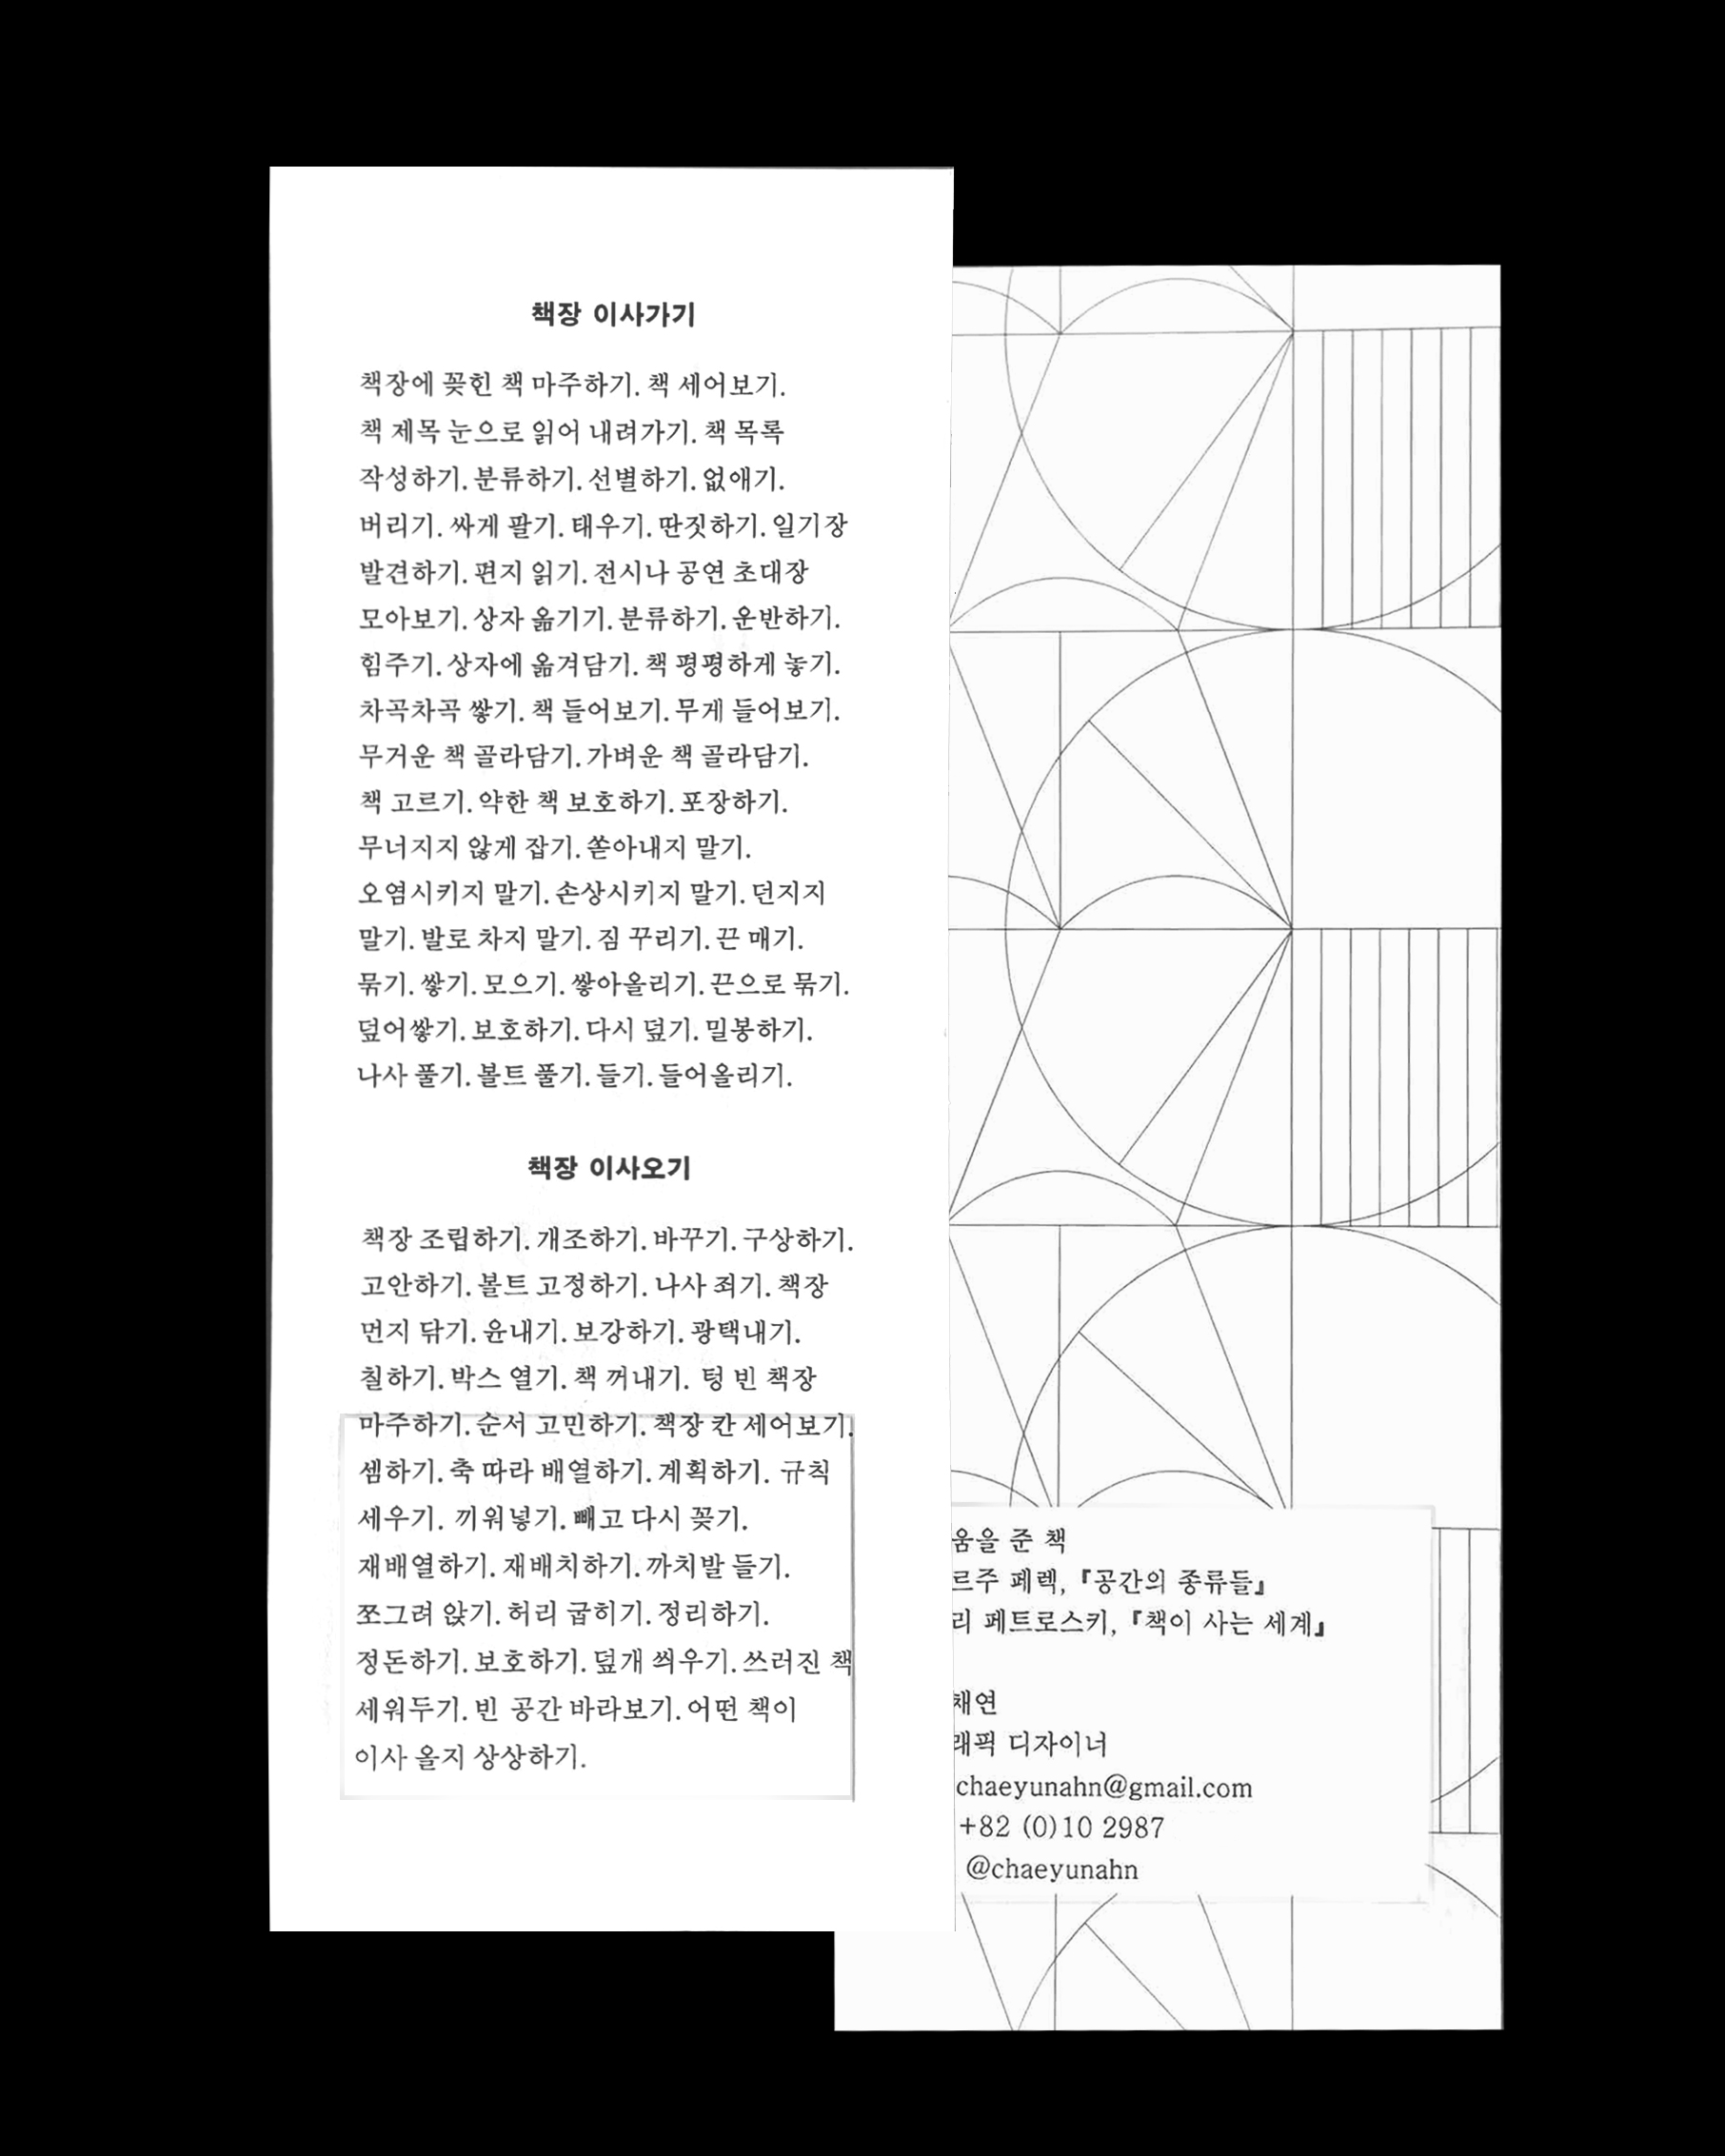 책장 이사가기
책장에 꽂힌 책 마주하기. 책 세어보기.
책 제목 눈으로 읽어 내려가기. 책 목록
작성하기. 분류하기. 선별하기. 없애기.
버리기. 싸게 팔기. 태우기. 딴짓하기. 일기장
발견하기. 편지 읽기. 전시나 공연 초대장
모아보기. 상자 옮기기. 분류하기. 운반하기.
힘주기. 상자에 옮겨담기. 책 평평하게 놓기.
차곡차곡 쌓기. 책 들어보기. 무게 들어보기.
무거운 책 골라담기. 가벼운 책 골라담기.
책 고르기. 약한 책 보호하기. 포장하기.
무너지지 않게 잡기. 쏟아내지 말기.
오염시키지 말기. 손상시키지 말기. 던지지
말기. 발로 차지 말기. 짐 꾸리기. 끈 매기.
묶기. 쌓기. 모으기. 쌓아올리기. 끈으로 묶기.
덮어쌓기. 보호하기. 다시 덮기. 밀봉하기.
나사 풀기. 볼트 풀기. 들기. 들어올리기.
책장 이사오기
책장 조립하기. 개조하기. 바꾸기. 구상하기.
고안하기. 볼트 고정하기. 나사 죄기. 책장
먼지 닦기. 윤내기. 보강하기. 광택내기.
칠하기. 박스 열기. 책 꺼내기. 텅 빈 책장
마주하기. 순서 고민하기. 책장 칸 세어보기.
셈하기. 축 따라 배열하기. 계획하기. 규칙
세우기. 끼워넣기. 빼고 다시 꽂기.
재배열하기. 재배치하기. 까치발 들기.
쪼그려 앉기. 허리 굽히기. 정리하기.
정돈하기. 보호하기. 덮개 씌우기. 쓰러진 책
세워두기. 빈 공간 바라보기. 어떤 책이
이사 올지 상상하기.
움을 준 책
르주 페렉, 『공간의 종류들』
리 페트로스키, 『책이 사는 세계』
채연
래픽 디자이너
chaeyunahn@gmail.com
+82 (0)10 2987
@chaeyunahn